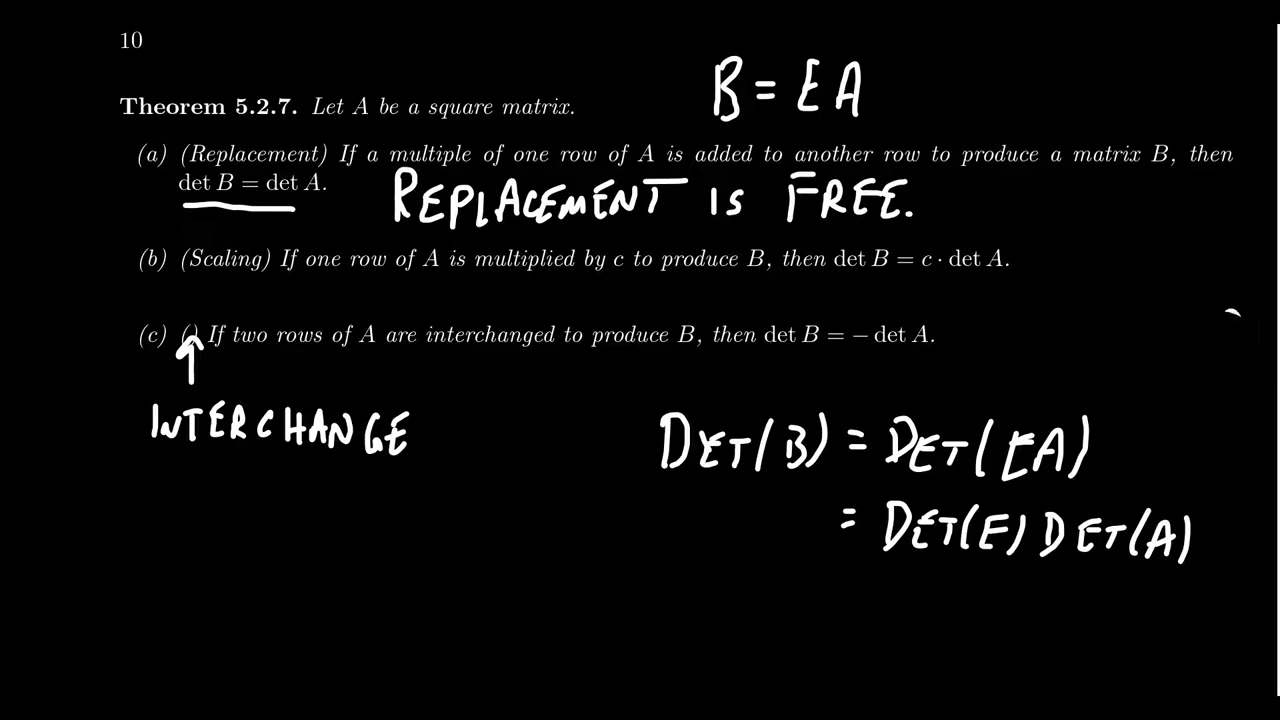 10
B = EA
Theorem 5.2.7. Let A be a square matrix.
(a) (Replacement) If a multiple of one row of A is added to another row to produce a matrix B, then
det B = det A.
REPLACEMENT IS FREE.
(b) (Scaling) If one row of A is multiplied by c to produce B, then det B = c · det A.
(c) () If two rows of A are interchanged to produce B, then det B = − det A.
INTERCHANGE
DET(B) = DET(EA)
= DET(E) DET(A)